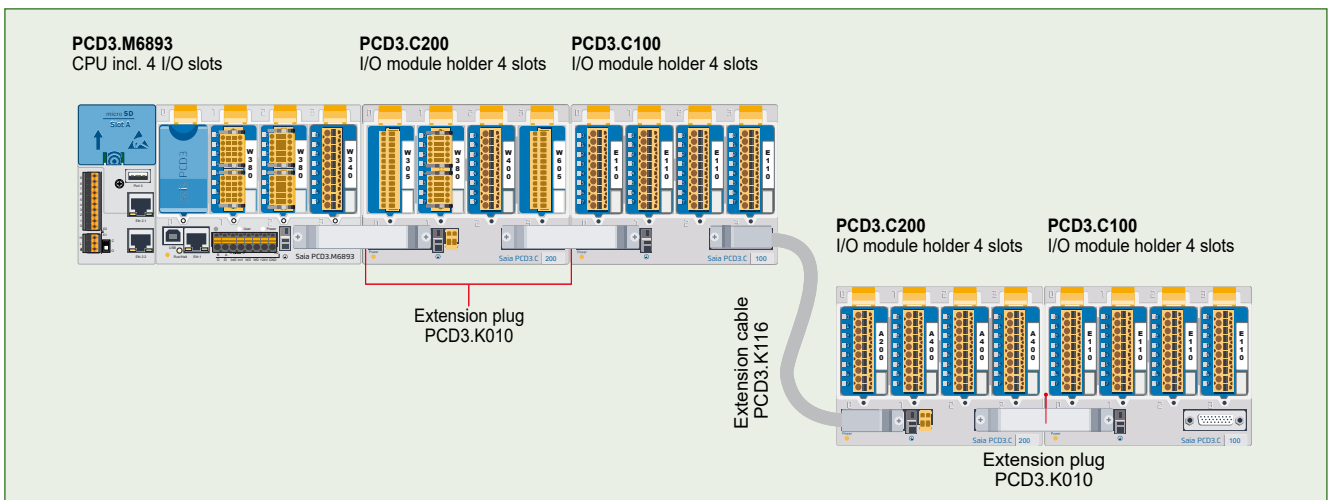 PCD3.M6893
CPU incl. 4 I/O slots
PCD3.C200
I/O module holder 4 slots
PCD3.C100
I/O module holder 4 slots
micro SD
Slot A
PCD3
W380
W380
W340
W305
W380
W400
W605
E110
E110
E110
E110
Saia PCD3.M6893
Saia PCD3.C 200
Saia PCD3.C 100
Extension plug
PCD3.K010
Extension cable
PCD3.K116
PCD3.C200
I/O module holder 4 slots
PCD3.C100
I/O module holder 4 slots
A200
A400
A400
A400
E110
E110
E110
E110
Saia PCD3.C 200
Saia PCD3.C 100
Extension plug
PCD3.K010